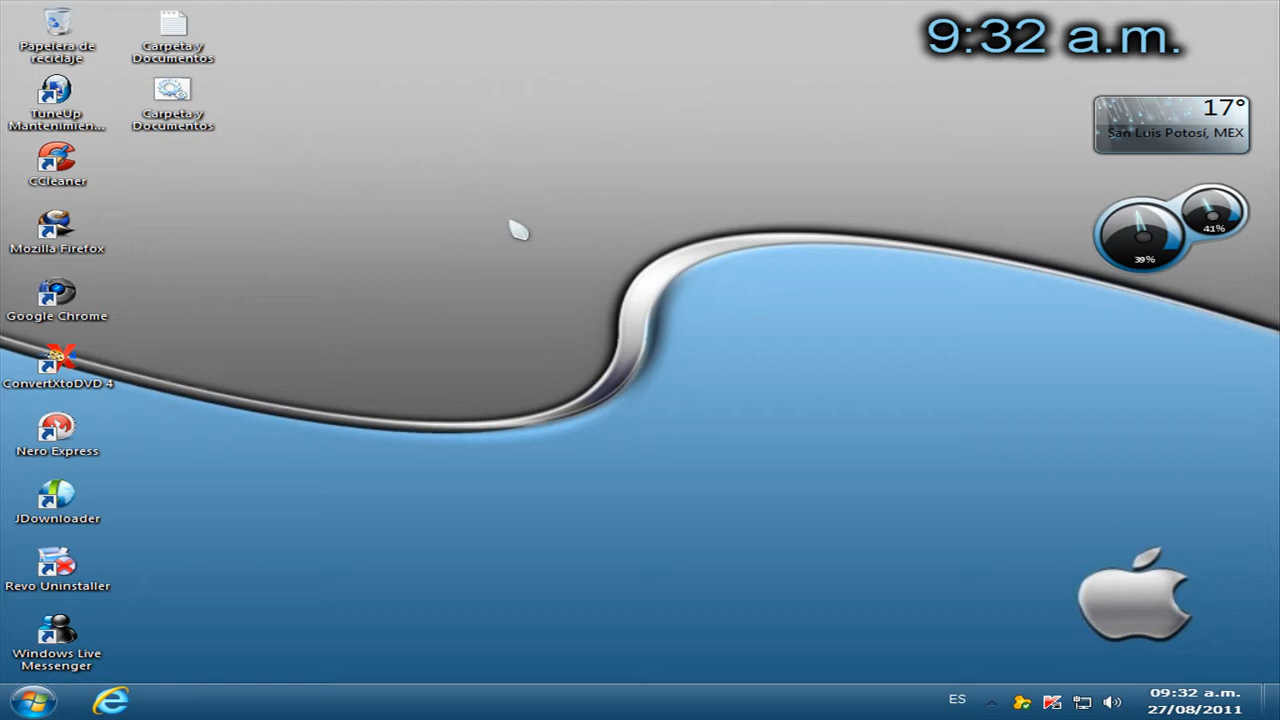 Papelera de
reciclaje
Carpeta y
Documentos
TuneUp
Mantenimien...
Carpeta y
Documentos
CCleaner
Mozilla Firefox
Google Chrome
ConvertXtoDVD 4
Nero Express
JDownloader
Revo Uninstaller
Windows Live
Messenger
9:32 a.m.
17°
San Luis Potosí, MEX
41%
39%
ES
09:32 a.m.
27/08/2011